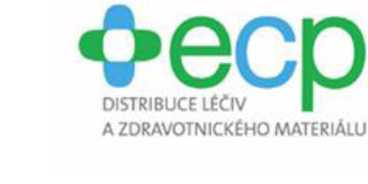 ecp
DISTRIBUCE LÉČIV
A ZDRAVOTNICKÉHO MATERIÁLU